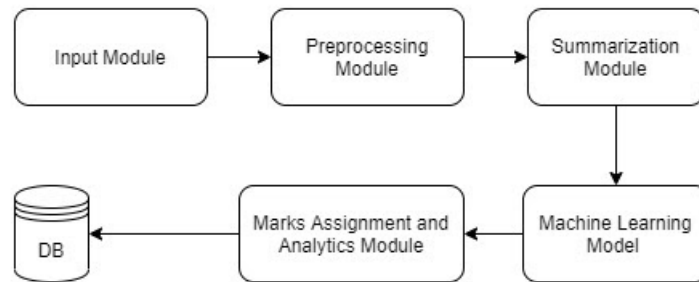 Input Module
Preprocessing
Module
Summarization
Module
DB
Marks Assignment and
Analytics Module
Machine Learning
Model